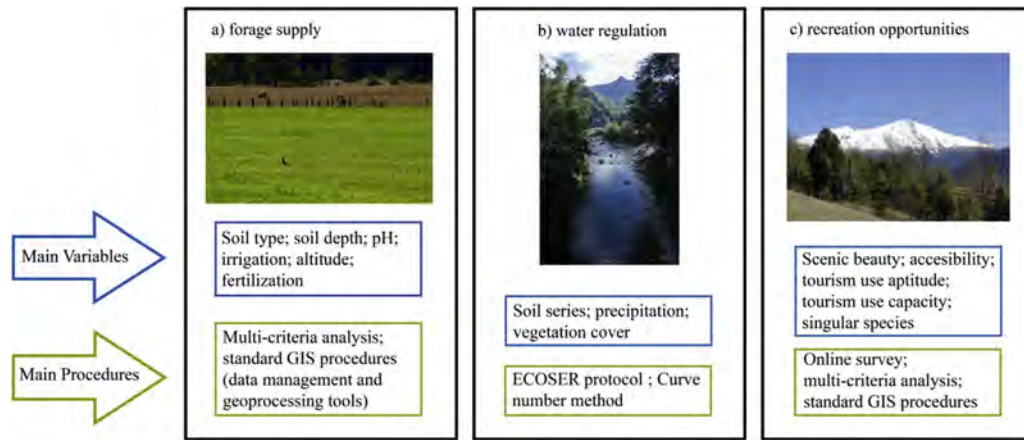 a) forage supply
Soil type; soil depth; pH;
irrigation; altitude;
fertilization
Multi-criteria analysis;
standard GIS procedures
(data management and
geoprocessing tools)
b) water regulation
Soil series; precipitation;
vegetation cover
ECOSER protocol ; Curve
number method
c) recreation opportunities
Scenic beauty; accesibility;
tourism use aptitude;
tourism use capacity;
singular species
Online survey;
multi-criteria analysis;
standard GIS procedures
Main Variables
Main Procedures